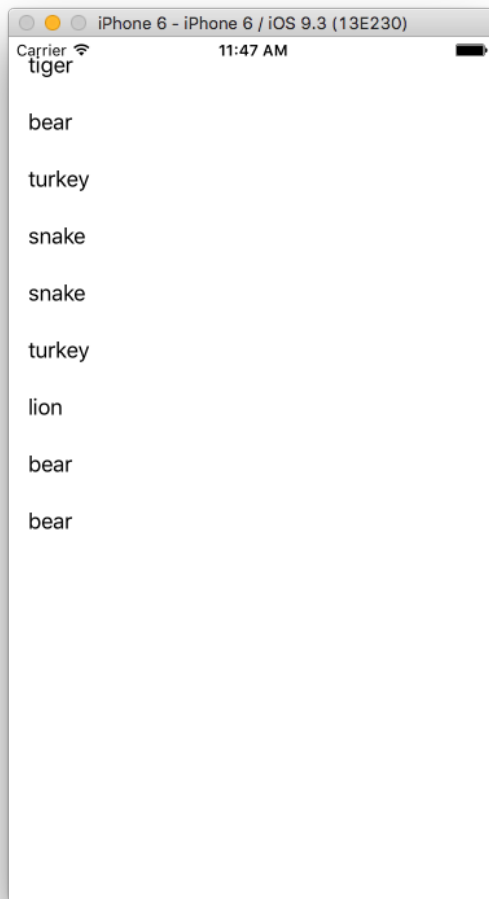 iPhone 6 - iPhone 6 / iOS 9.3 (13E230)
Carrier 11:47 AM
tiger
bear
turkey
snake
snake
turkey
lion
bear
bear